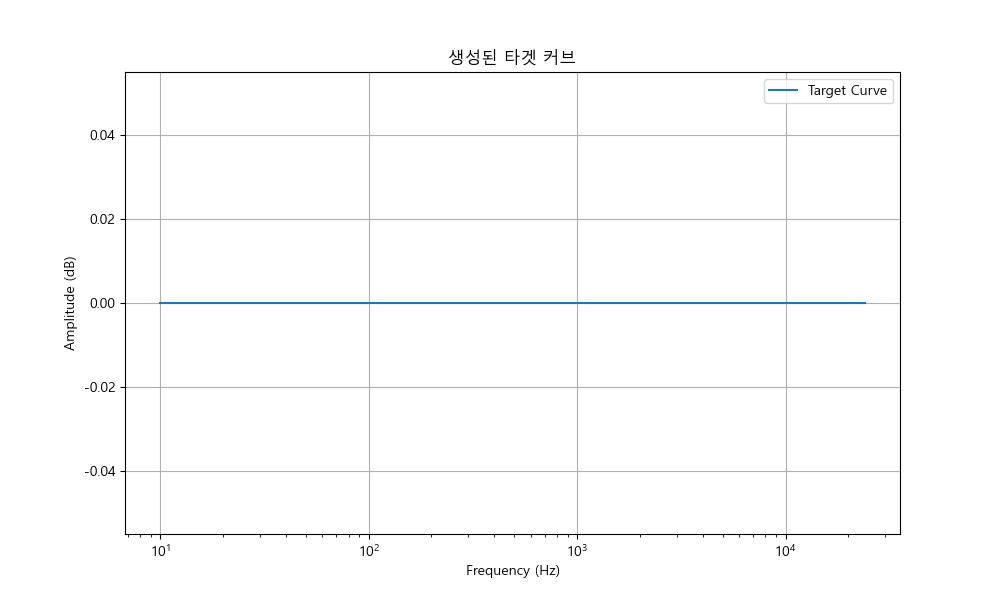 생성된 타겟 커브
Target Curve
0.04
0.02
0.00
-0.02
-0.04
Amplitude (dB)
10¹
10²
10³
10⁴
Frequency (Hz)